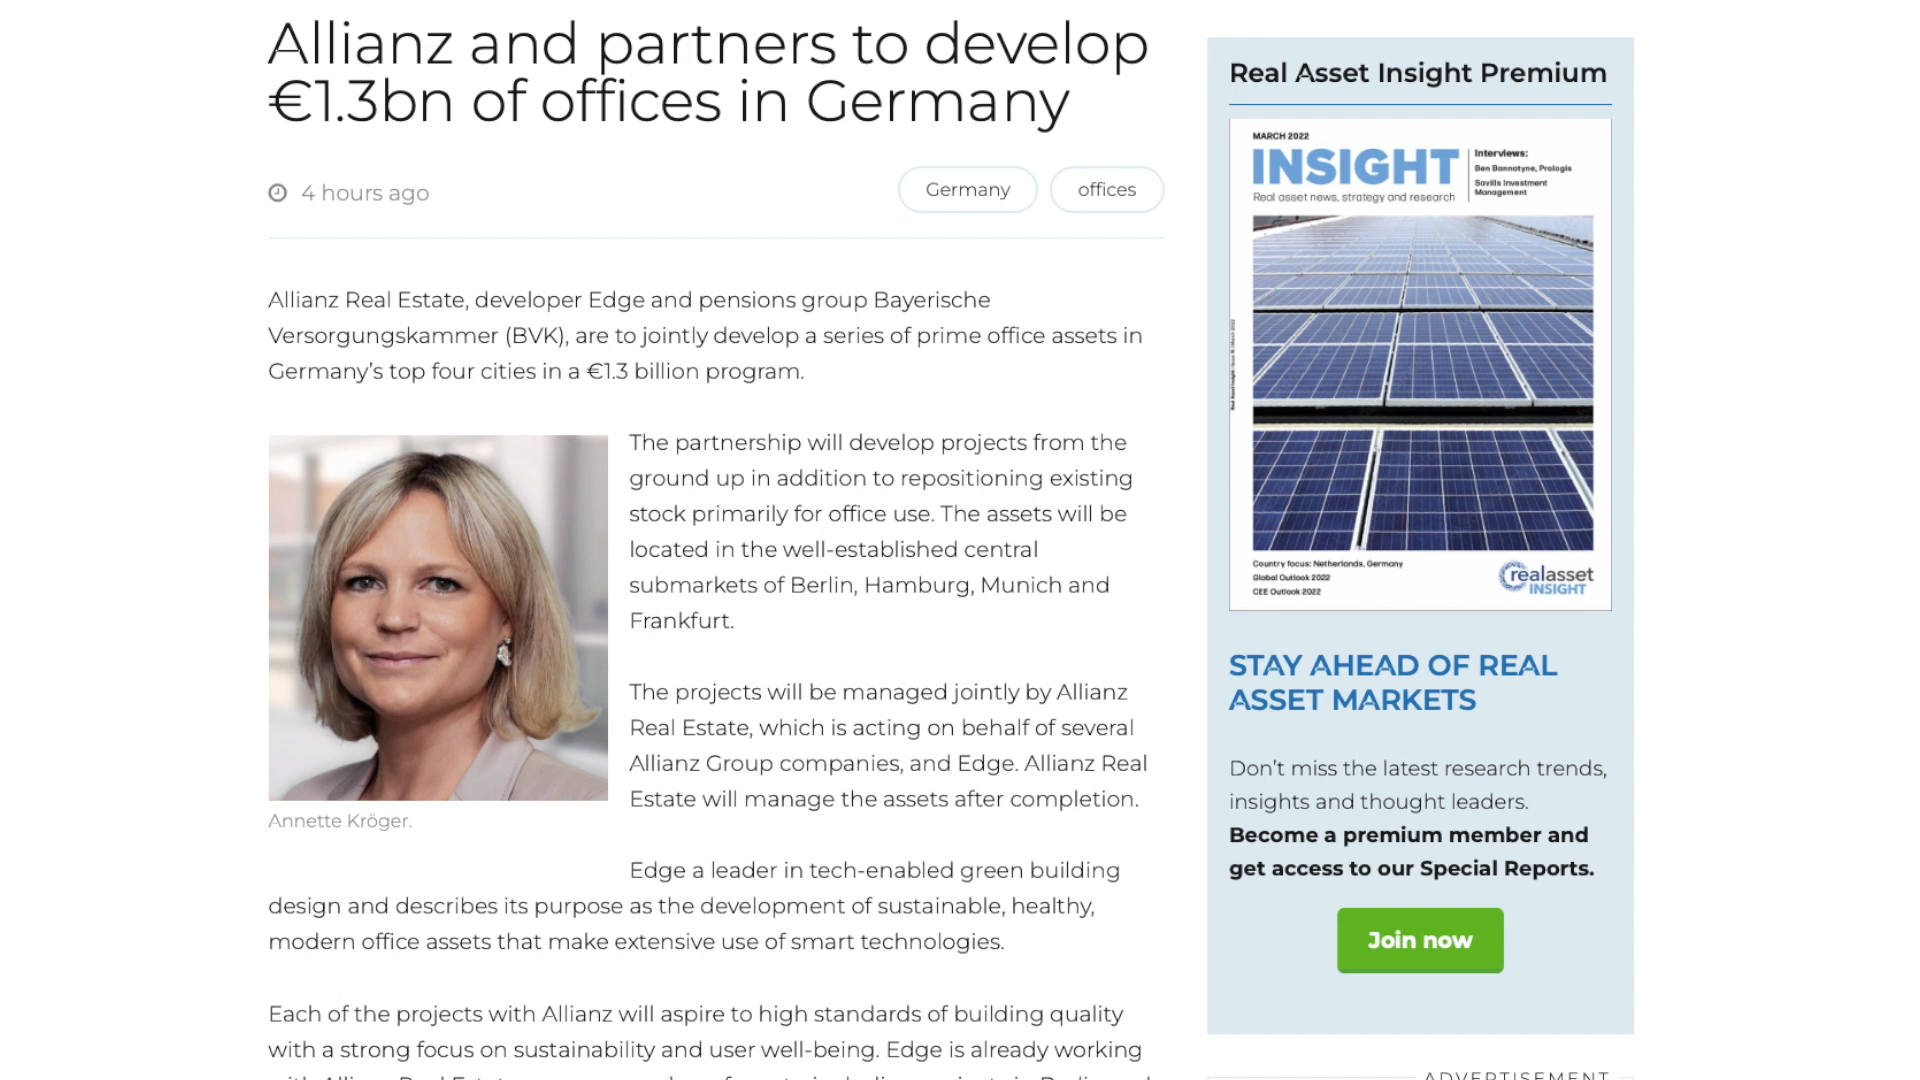 Allianz and partners to develop
€1.3bn of offices in Germany
4 hours ago
Germany
offices
Allianz Real Estate, developer Edge and pensions group Bayerische
Versorgungskammer (BVK), are to jointly develop a series of prime office assets in
Germany’s top four cities in a €1.3 billion program.
The partnership will develop projects from the
ground up in addition to repositioning existing
stock primarily for office use. The assets will be
located in the well-established central
submarkets of Berlin, Hamburg, Munich and
Frankfurt.
The projects will be managed jointly by Allianz
Real Estate, which is acting on behalf of several
Allianz Group companies, and Edge. Allianz Real
Estate will manage the assets after completion.
Annette Kröger.
Edge a leader in tech-enabled green building
design and describes its purpose as the development of sustainable, healthy,
modern office assets that make extensive use of smart technologies.
Each of the projects with Allianz will aspire to high standards of building quality
with a strong focus on sustainability and user well-being. Edge is already working
Real Asset Insight Premium
MARCH 2022
INSIGHT
Real asset news, strategy and research
Interviews:
Ben Bannatyne, Prologis
Savills Investment
Management
Country focus: Netherlands, Germany
Global Outlook 2022
CEE Outlook 2022
realasset
INSIGHT
STAY AHEAD OF REAL
ASSET MARKETS
Don’t miss the latest research trends,
insights and thought leaders.
Become a premium member and
get access to our Special Reports.
Join now
ADVERTISEMENT